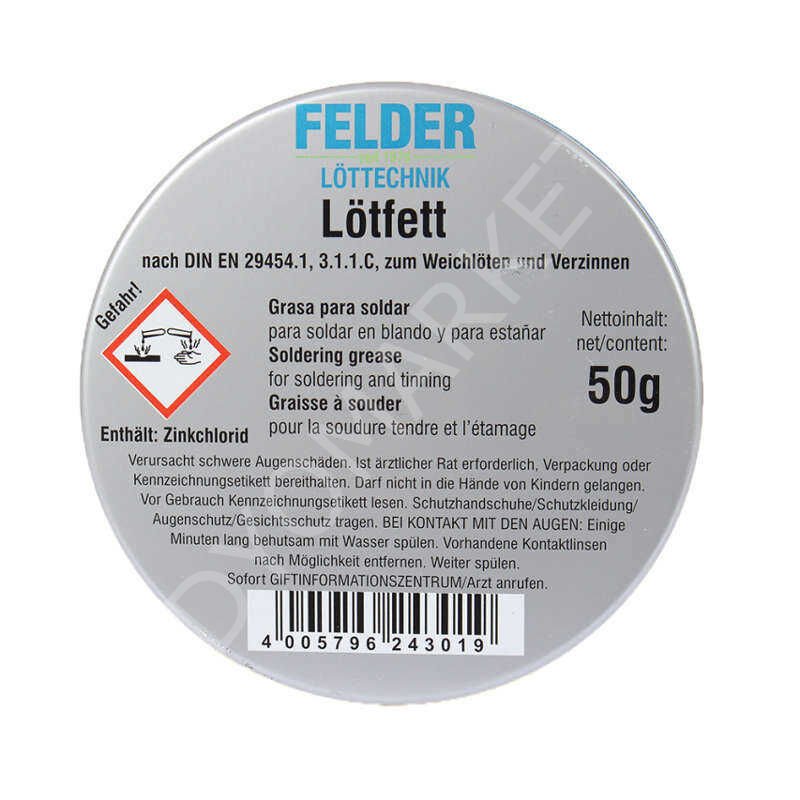 FELDER
LÖTTECHNIK
Lötfett
nach DIN EN 29454.1, 3.1.1.C, zum Weichlöten und Verzinnen
Gefahr!
Grasa para soldar
para soldar en blando y para estañar
Soldering grease
for soldering and tinning
Graisse à souder
pour la soudure tendre et l'étamage
Nettoinhalt:
net/content:
50g
Enthält: Zinkchlorid
Verursacht schwere Augenschäden. Ist ärztlicher Rat erforderlich, Verpackung oder
Kennzeichnungsetikett bereithalten. Darf nicht in die Hände von Kindern gelangen.
Vor Gebrauch Kennzeichnungsetikett lesen. Schutzhandschuhe/Schutzkleidung/
Augenschutz/Gesichtsschutz tragen. BEI KONTAKT MIT DEN AUGEN: Einige
Minuten lang behutsam mit Wasser spülen. Vorhandene Kontaktlinsen
nach Möglichkeit entfernen. Weiter spülen.
Sofort GIFTINFORMATIONSZENTRUM/Arzt anrufen.
4 005796 243019
DYOMARKET